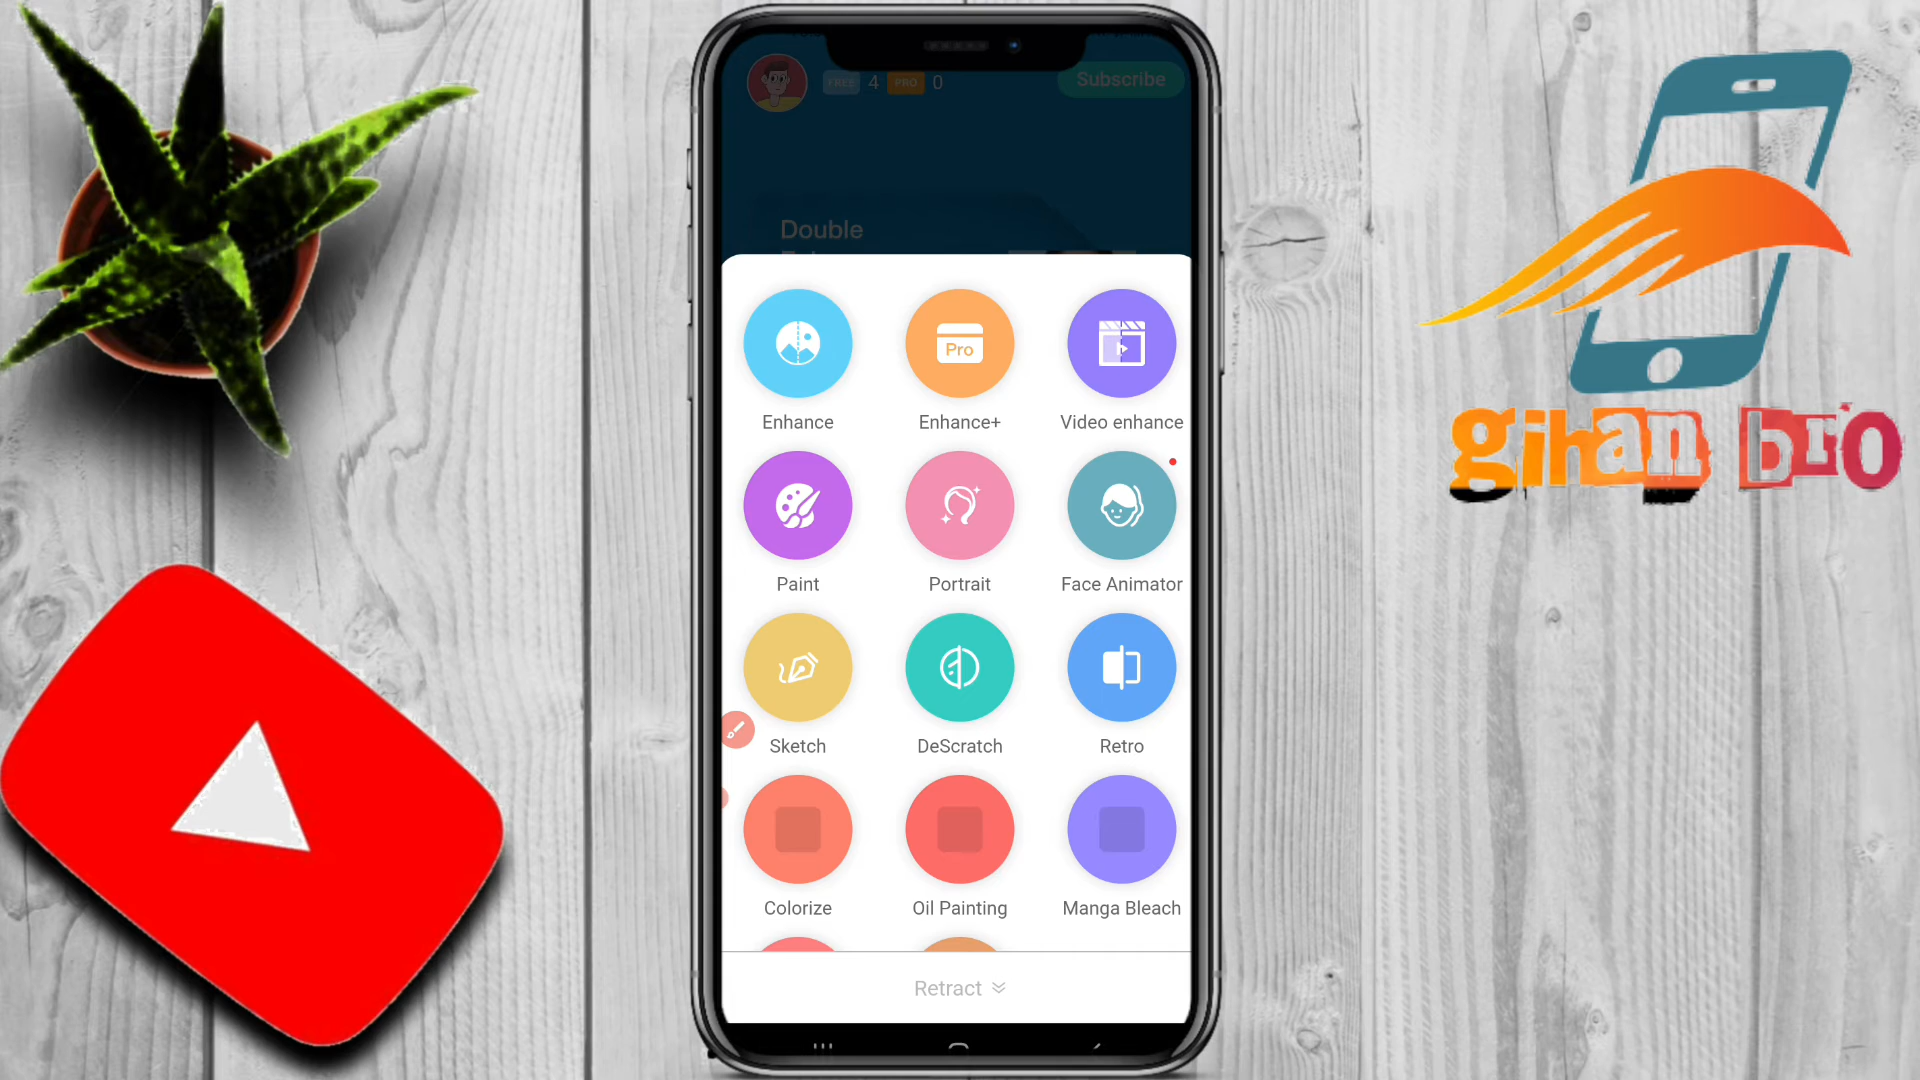 FREE 4 PRO 0 Subscribe
Double
Pro
Enhance Enhance+ Video enhance
Paint Portrait Face Animator
Sketch DeScratch Retro
Colorize Oil Painting Manga Bleach
Retract
gihan bro